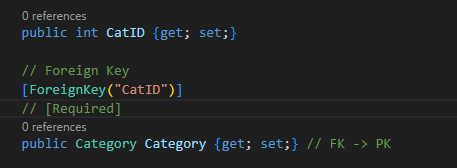 0 references
public int CatID {get; set;}
// Foreign Key
[ForeignKey("CatID")]
// [Required]
0 references
public Category Category {get; set;} // FK -> PK